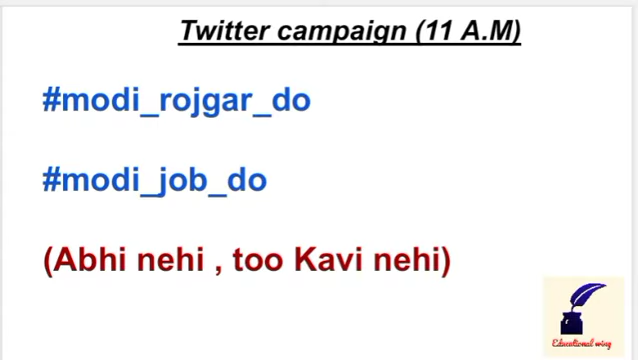 Twitter campaign (11 A.M)
#modi_rojgar_do
#modi_job_do
(Abhi nehi , too Kavi nehi)
Educational wing